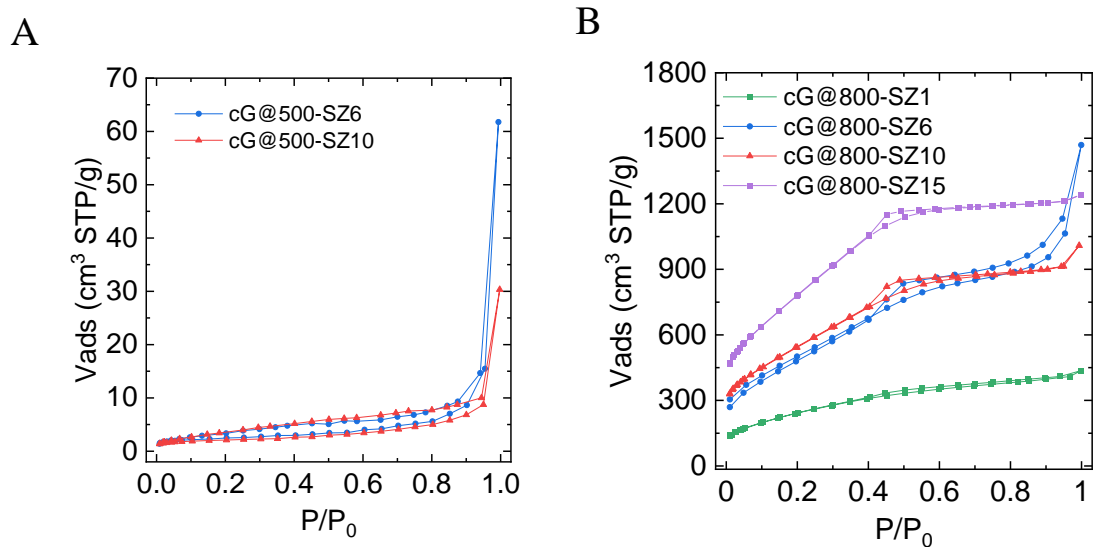 A
70
60
50
40
30
20
10
0
Vads (cm³ STP/g)
cG@500-SZ6
cG@500-SZ10
0.0 0.2 0.4 0.6 0.8 1.0
P/P₀
B
1800
1500
1200
900
600
300
0
Vads (cm³ STP/g)
cG@800-SZ1
cG@800-SZ6
cG@800-SZ10
cG@800-SZ15
0 0.2 0.4 0.6 0.8 1
P/P₀